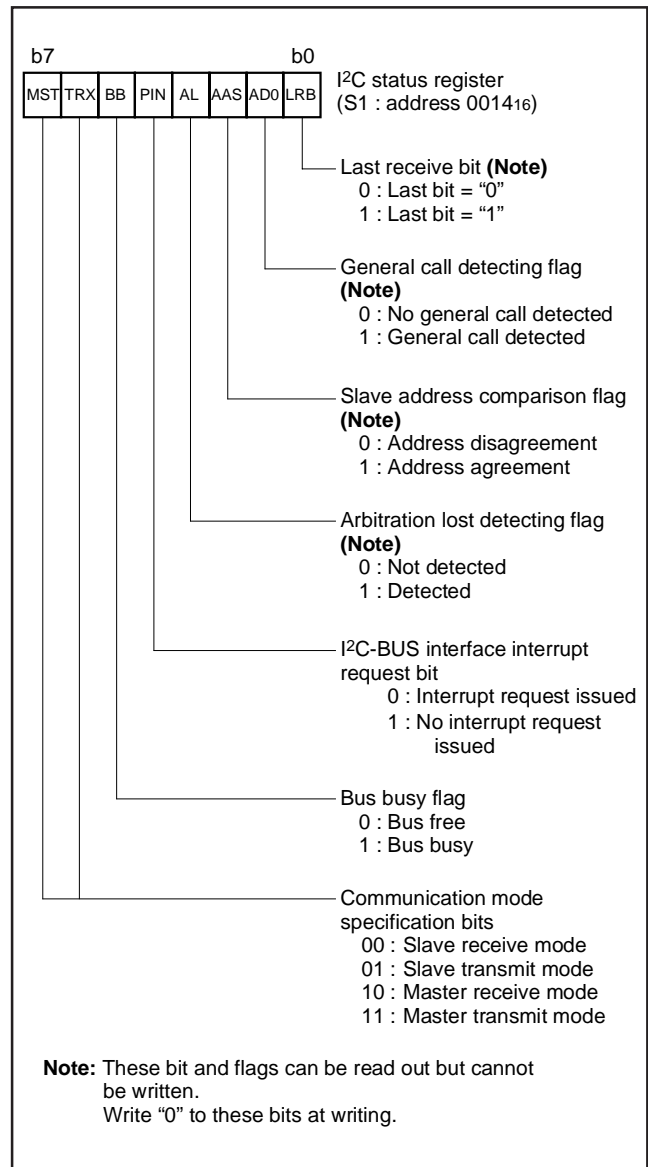 b7 b0
MST TRX BB PIN AL AAS AD0 LRB
I²C status register
(S1 : address 0014₁₆)
Last receive bit (Note)
0 : Last bit = “0”
1 : Last bit = “1”
General call detecting flag
(Note)
0 : No general call detected
1 : General call detected
Slave address comparison flag
(Note)
0 : Address disagreement
1 : Address agreement
Arbitration lost detecting flag
(Note)
0 : Not detected
1 : Detected
I²C-BUS interface interrupt
request bit
0 : Interrupt request issued
1 : No interrupt request
issued
Bus busy flag
0 : Bus free
1 : Bus busy
Communication mode
specification bits
00 : Slave receive mode
01 : Slave transmit mode
10 : Master receive mode
11 : Master transmit mode
Note: These bit and flags can be read out but cannot
be written.
Write “0” to these bits at writing.